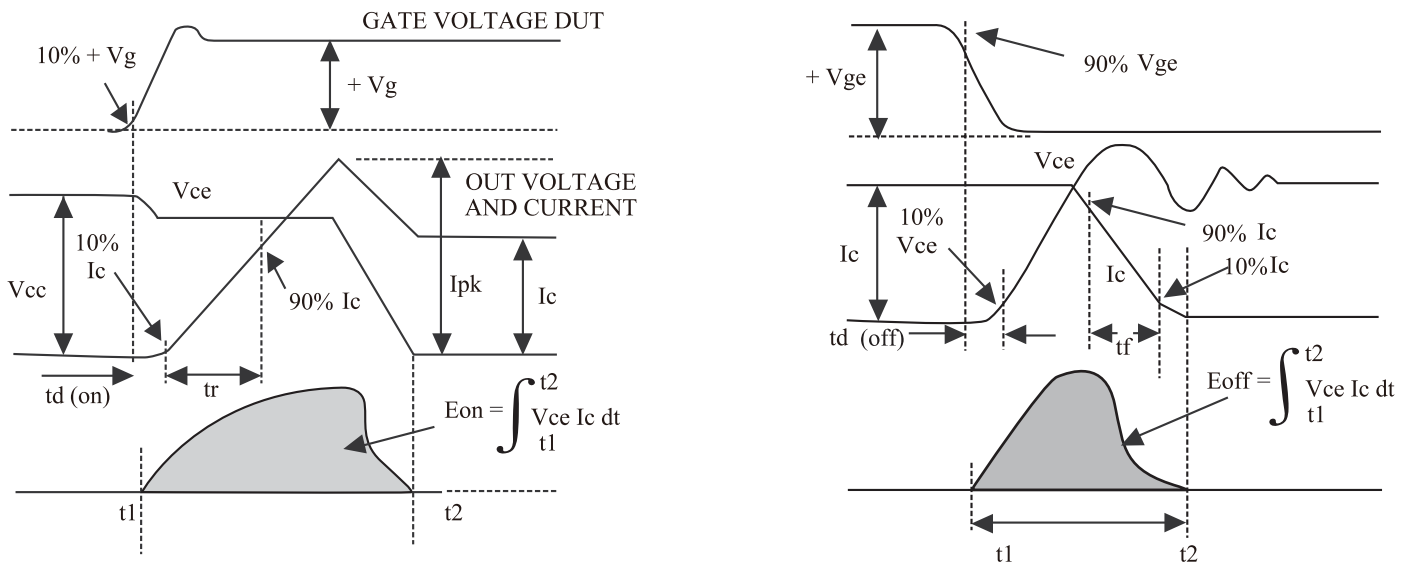 GATE VOLTAGE DUT
10% + Vg
+ Vg
Vce
OUT VOLTAGE
AND CURRENT
10%
Ic
Vcc
90% Ic
Ipk
Ic
td (on)
tr
Eon = ∫ t2
Vce Ic dt
t1
t1
t2
+ Vge
90% Vge
Vce
10%
Vce
90% Ic
Ic
Ic
10%Ic
td (off)
tf
Eoff = ∫ t2
Vce Ic dt
t1
t1
t2